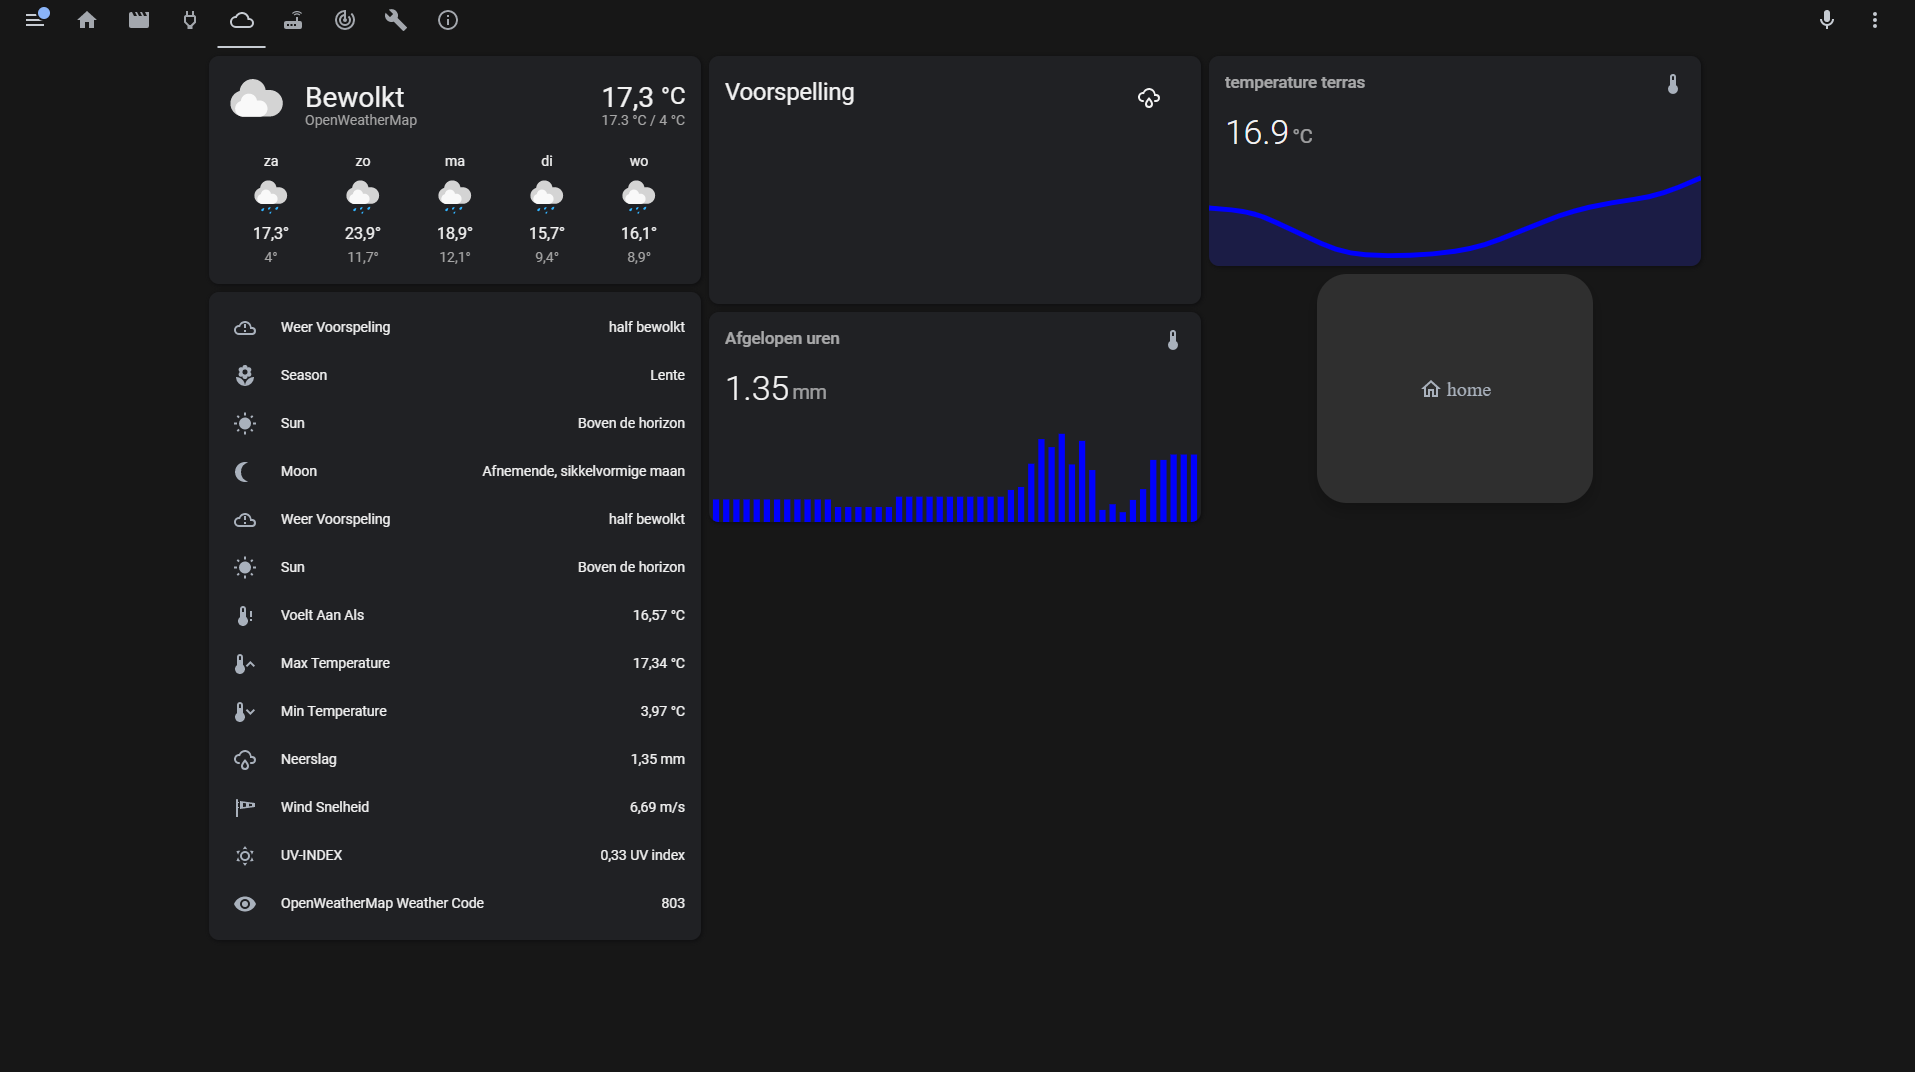 Bewolkt
OpenWeatherMap
17,3 °C
17.3 °C / 4 °C
za zo ma di wo
17,3° 23,9° 18,9° 15,7° 16,1°
4° 11,7° 12,1° 9,4° 8,9°
Weer Voorspeling half bewolkt
Season Lente
Sun Boven de horizon
Moon Afnemende, sikkelvormige maan
Weer Voorspeling half bewolkt
Sun Boven de horizon
Voelt Aan Als 16,57 °C
Max Temperature 17,34 °C
Min Temperature 3,97 °C
Neerslag 1,35 mm
Wind Snelheid 6,69 m/s
UV-INDEX 0,33 UV index
OpenWeatherMap Weather Code 803
Voorspelling
Afgelopen uren
1.35 mm
temperature terras
16.9 °C
home